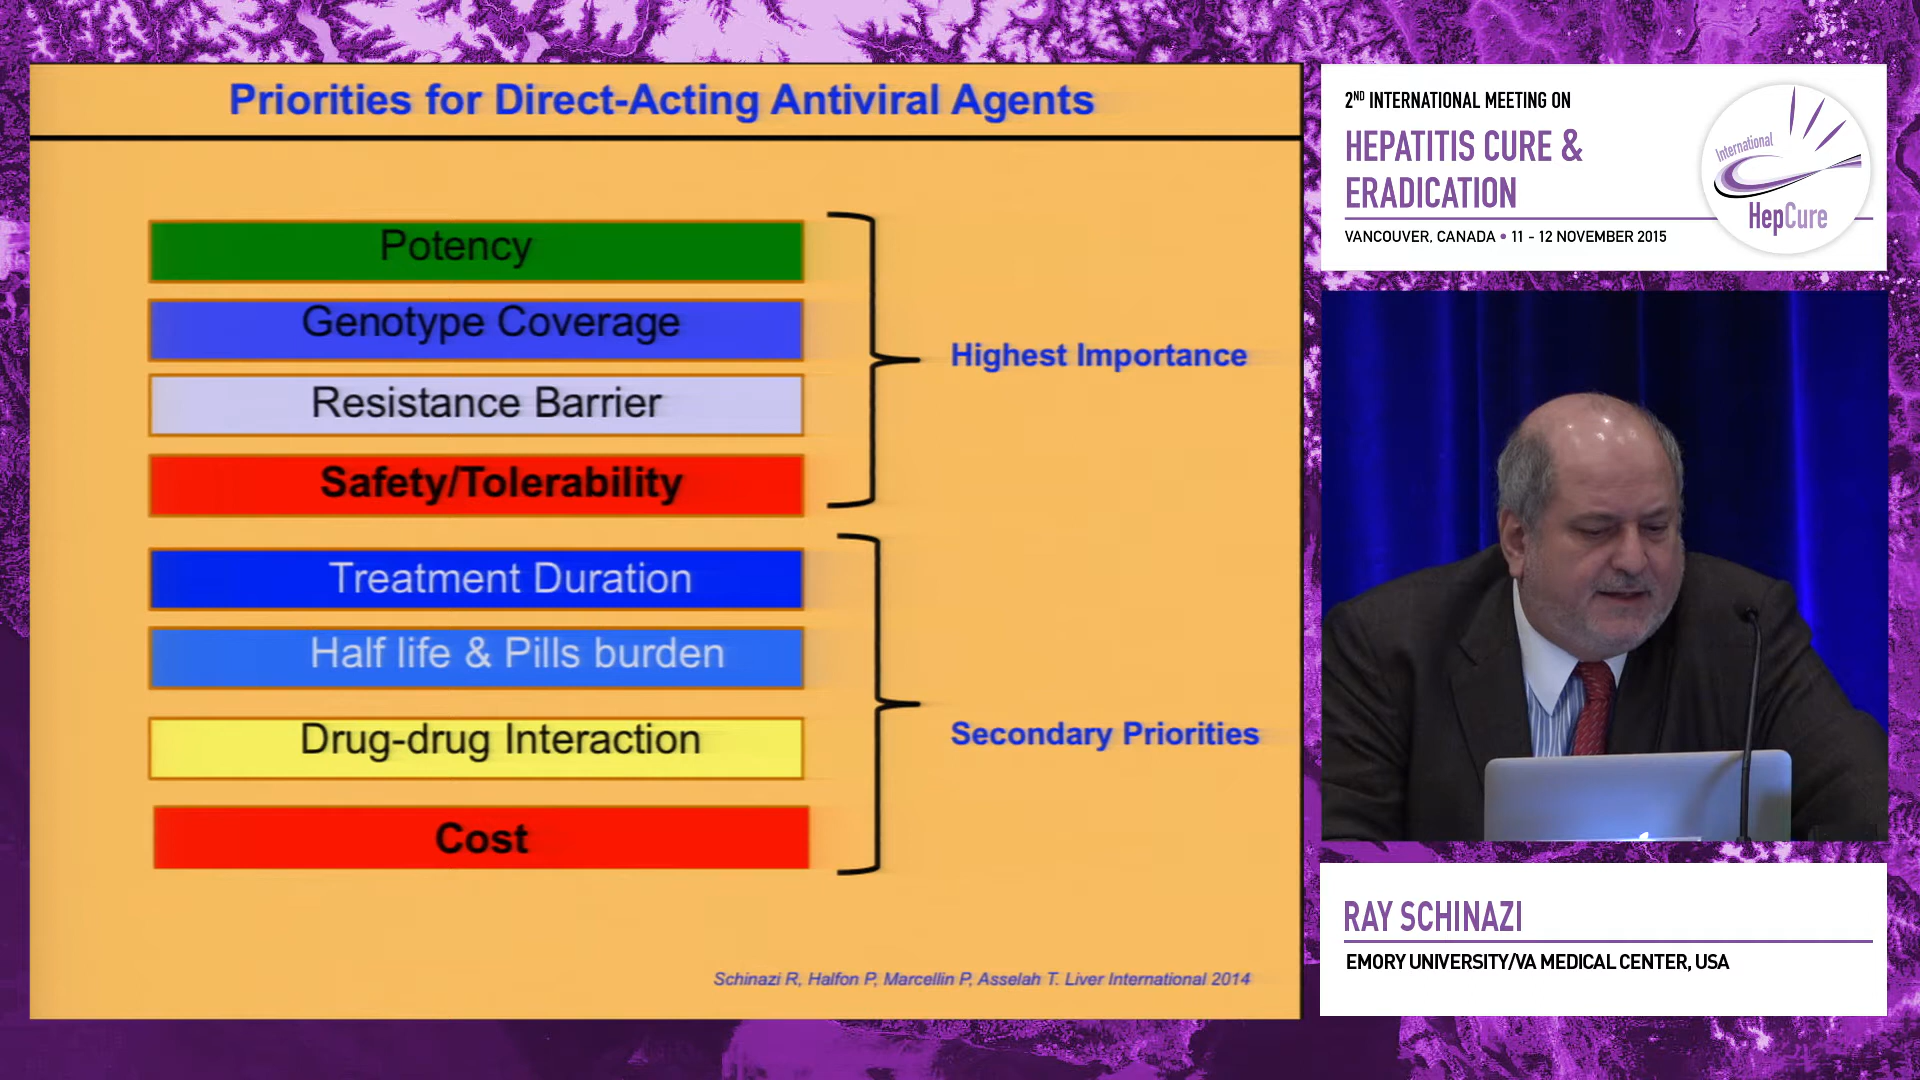 Priorities for Direct-Acting Antiviral Agents
Potency
Genotype Coverage
Resistance Barrier
Safety/Tolerability
Highest Importance
Treatment Duration
Half life & Pills burden
Drug-drug Interaction
Cost
Secondary Priorities
Schinazi R, Halfon P, Marcellin P, Asselah T. Liver International 2014
2ND INTERNATIONAL MEETING ON
HEPATITIS CURE &
ERADICATION
VANCOUVER, CANADA • 11 - 12 NOVEMBER 2015
International
HepCure
RAY SCHINAZI
EMORY UNIVERSITY/VA MEDICAL CENTER, USA